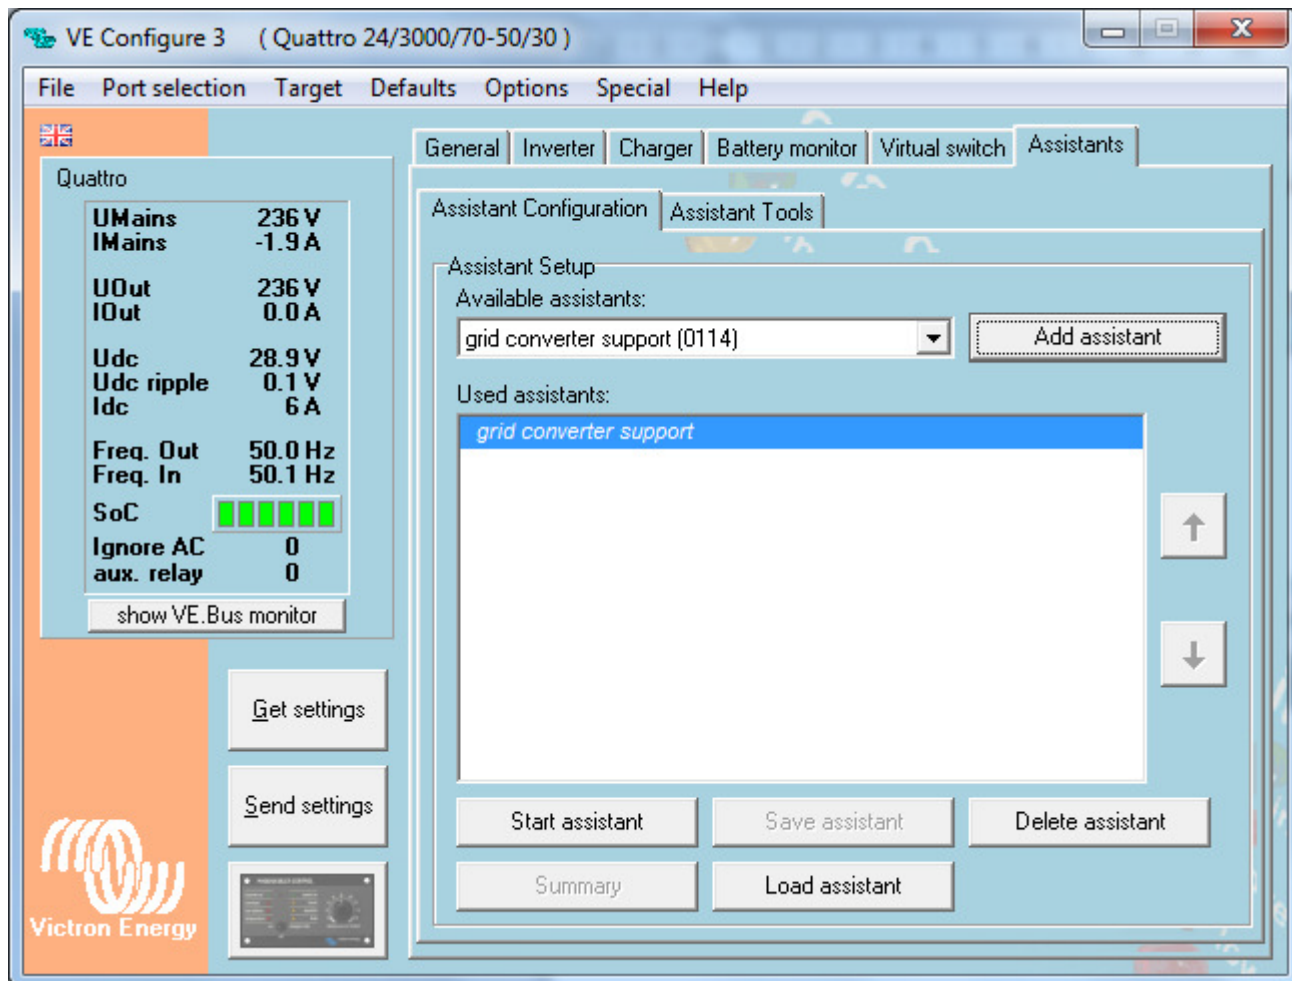 VE Configure 3 ( Quattro 24/3000/70-50/30 )
X
File Port selection Target Defaults Options Special Help
General Inverter Charger Battery monitor Virtual switch Assistants
Quattro
UMains 236 V
IMains -1.9 A
UOut 236 V
IOut 0.0 A
Udc 28.9 V
Udc ripple 0.1 V
Idc 6 A
Freq. Out 50.0 Hz
Freq. In 50.1 Hz
SoC
Ignore AC 0
aux. relay 0
show VE.Bus monitor
Get settings
Send settings
Victron Energy
Assistant Configuration Assistant Tools
Assistant Setup
Available assistants:
grid converter support (0114) Add assistant
Used assistants:
grid converter support
Start assistant Save assistant Delete assistant
Summary Load assistant